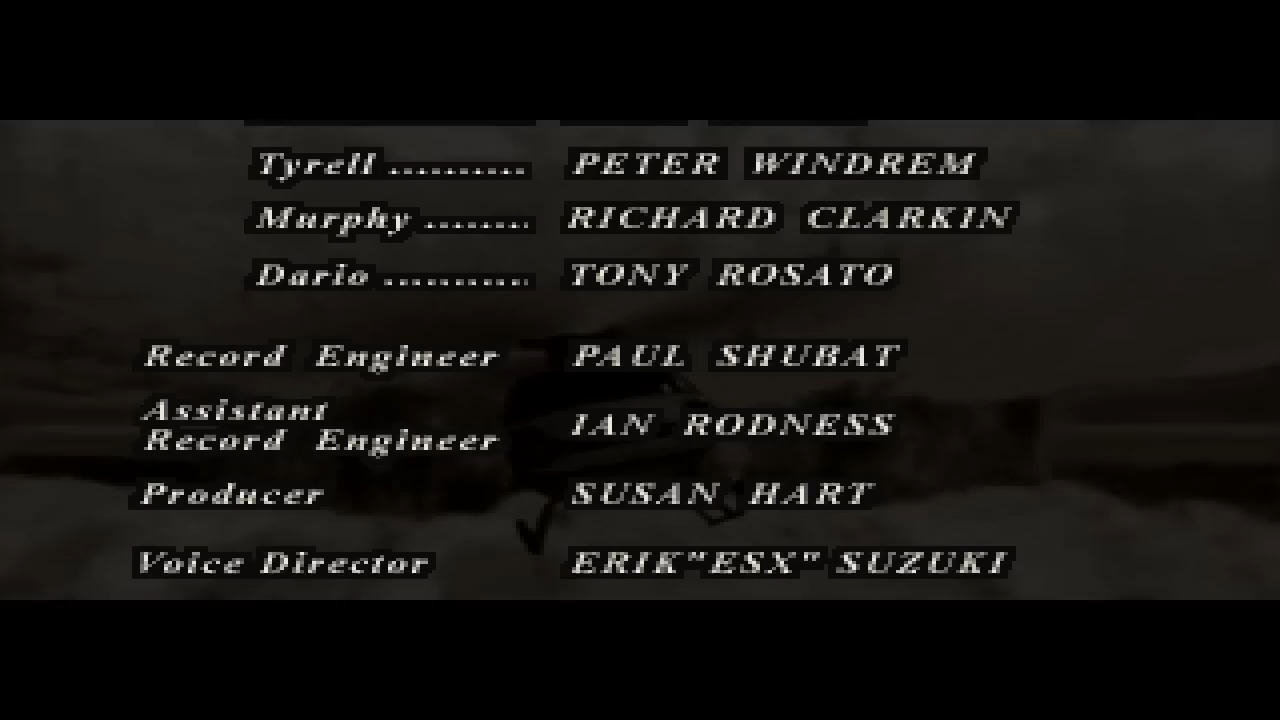 Tyrell .......... PETER WINDREM
Murphy ........ RICHARD CLARKIN
Dario ........... TONY ROSATO
Record Engineer PAUL SHUBAT
Assistant
Record Engineer IAN RODNESS
Producer SUSAN HART
Voice Director ERIK"ESX" SUZUKI